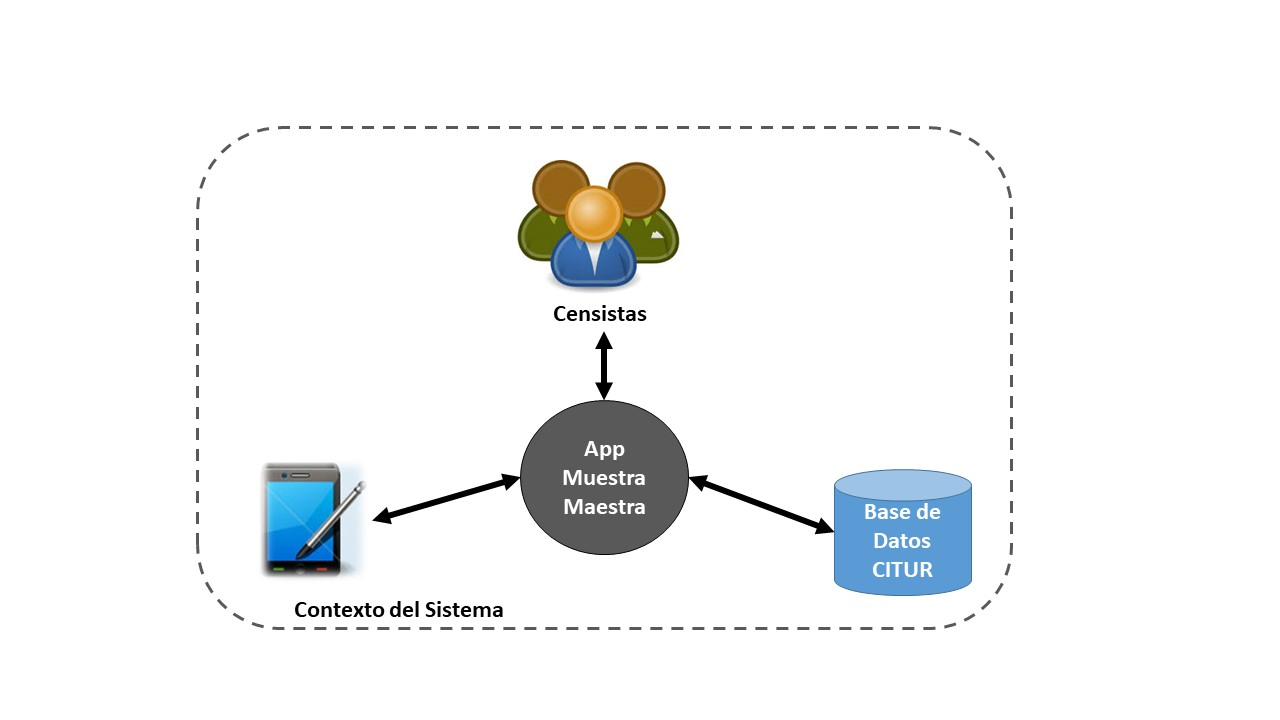 Censistas
App
Muestra
Maestra
Base de
Datos
CITUR
Contexto del Sistema